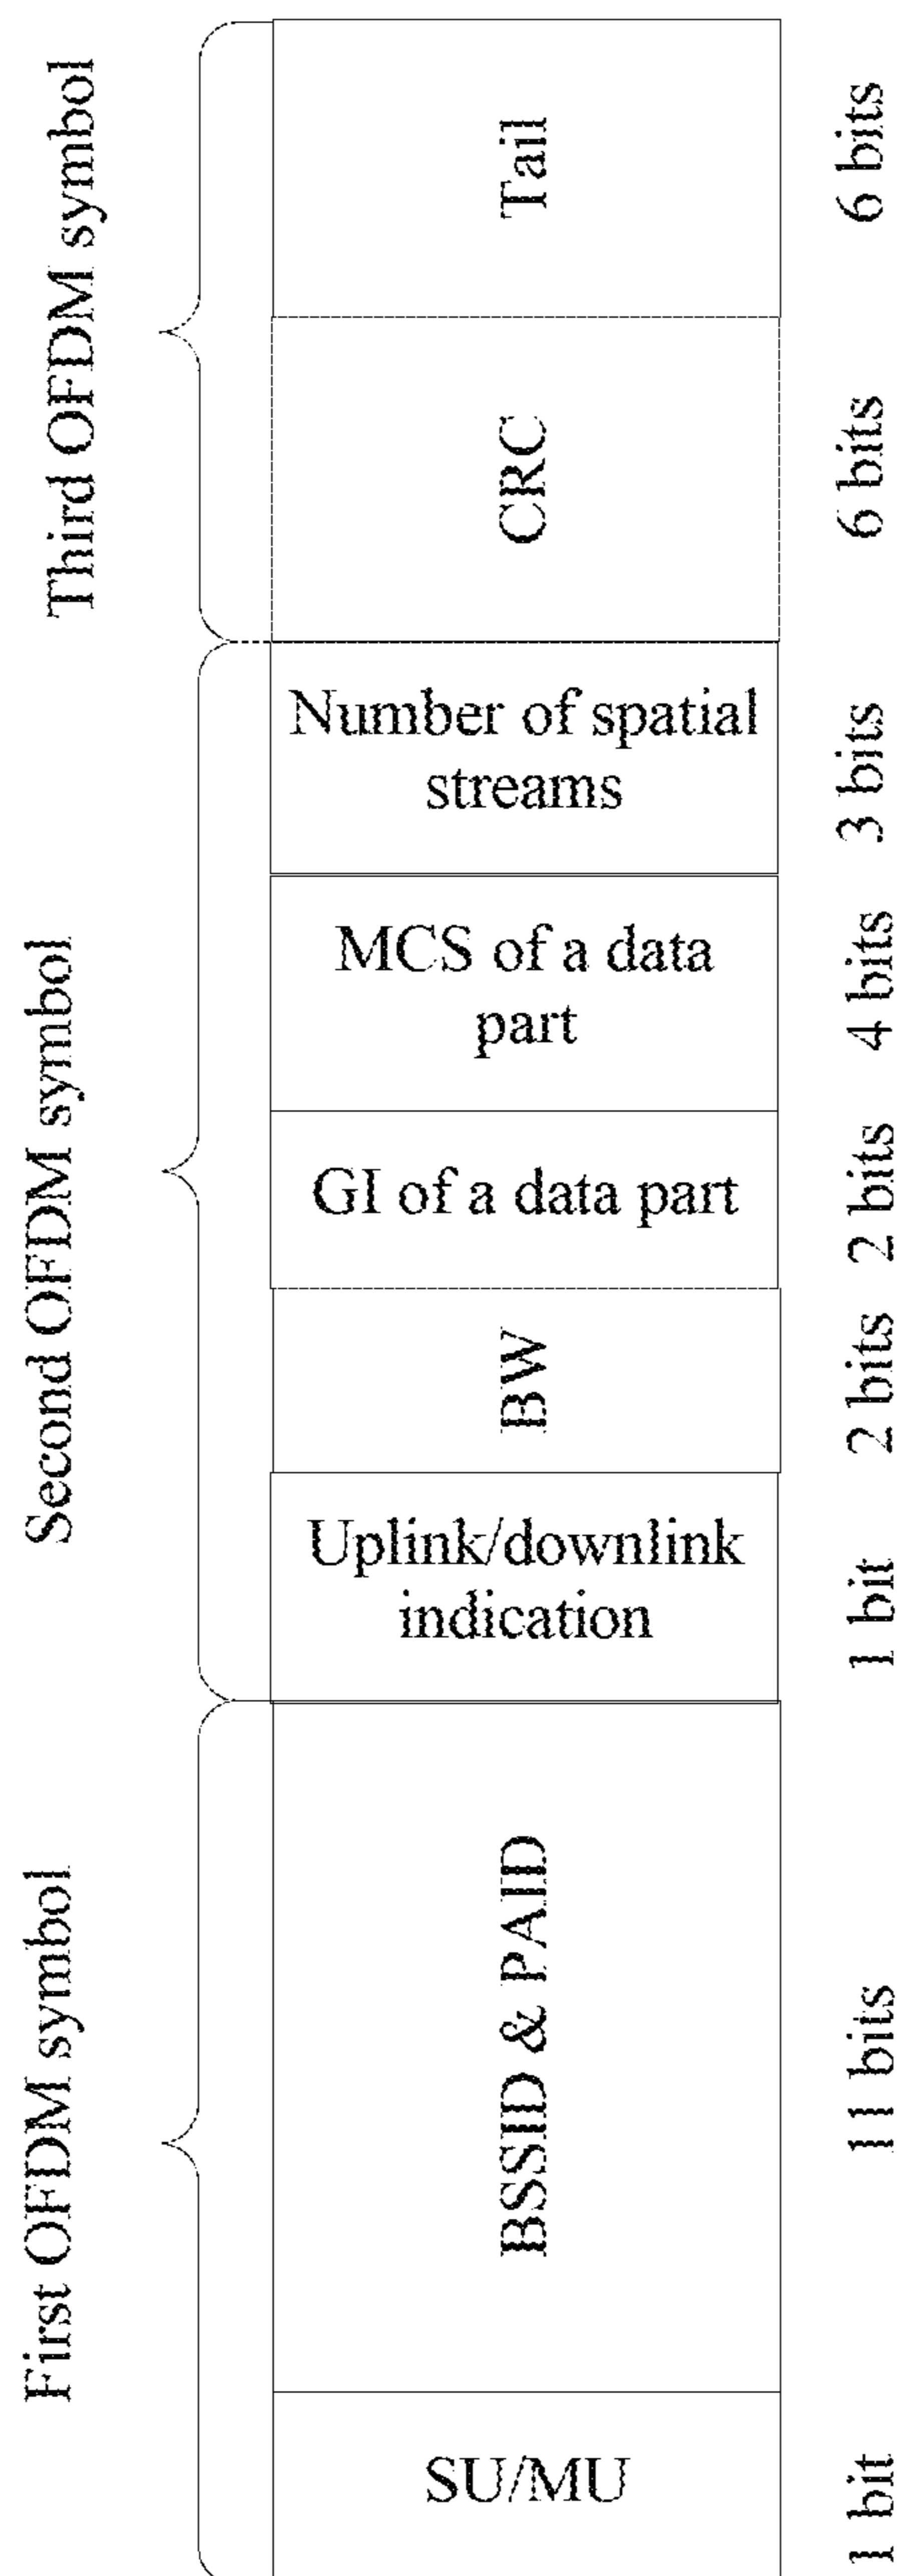 First OFDM symbol
Second OFDM symbol
Third OFDM symbol
SU/MU
BSSID & PAID
Uplink/downlink
indication
BW
GI of a data part
MCS of a data
part
Number of spatial
streams
CRC
Tail
1 bit
11 bits
1 bit
2 bits
2 bits
4 bits
3 bits
6 bits
6 bits